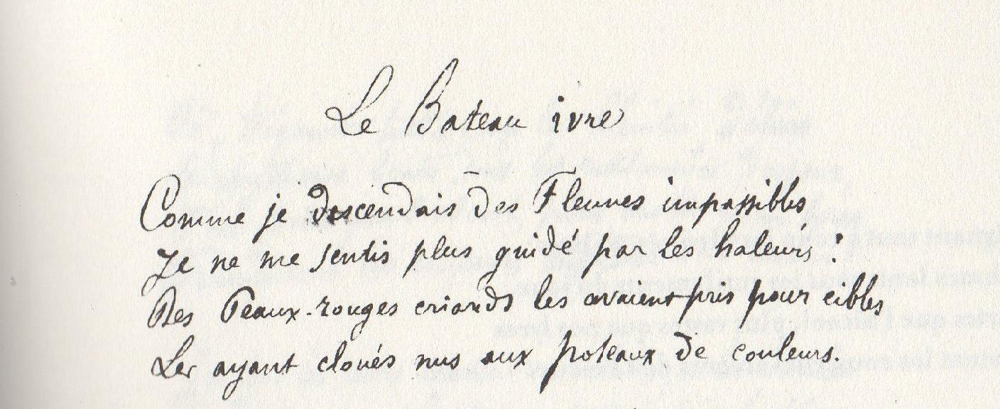 Le Bateau ivre
Comme je descendais des Fleuves impassibles
Je ne me sentis plus guidé par les haleurs :
Des Peaux-rouges criards les avaient pris pour cibles
Les ayant cloués nus aux poteaux de couleurs.